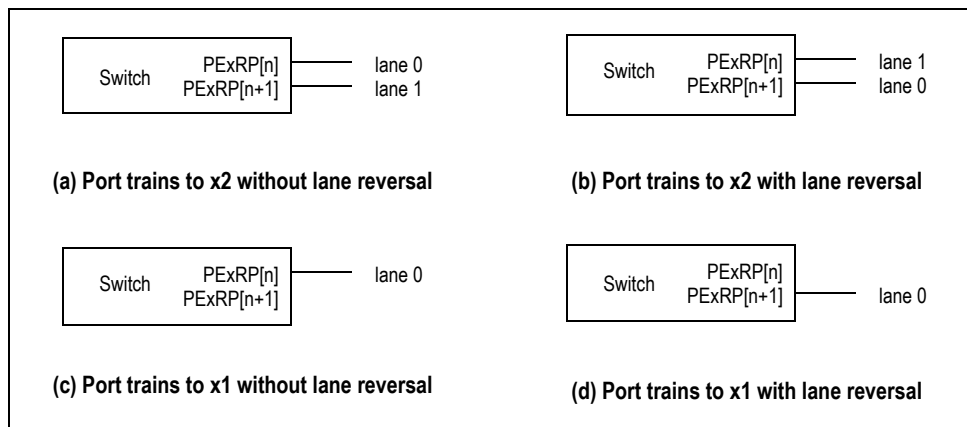 Switch
PExRP[n]
PExRP[n+1]
lane 0
lane 1
(a) Port trains to x2 without lane reversal
Switch
PExRP[n]
PExRP[n+1]
lane 1
lane 0
(b) Port trains to x2 with lane reversal
Switch
PExRP[n]
PExRP[n+1]
lane 0
(c) Port trains to x1 without lane reversal
Switch
PExRP[n]
PExRP[n+1]
lane 0
(d) Port trains to x1 with lane reversal